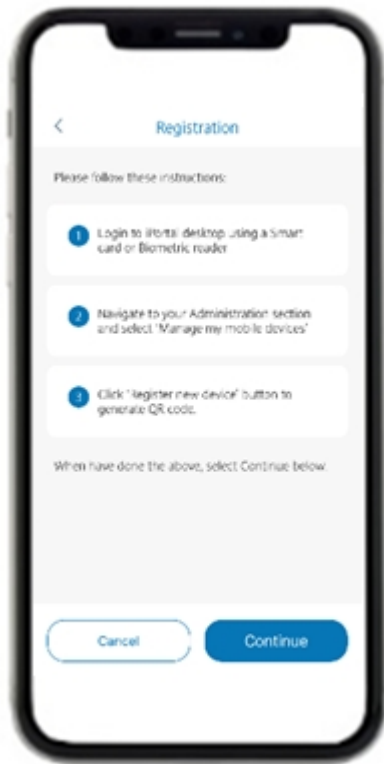 Registration
Please follow these instructions:
1 Login to iPortal desktop using a Smart
card or Biometric reader
2 Navigate to your Administration section
and select 'Manage my mobile devices'
3 Click 'Register new device' button to
generate QR code.
When have done the above, select Continue below.
Cancel Continue